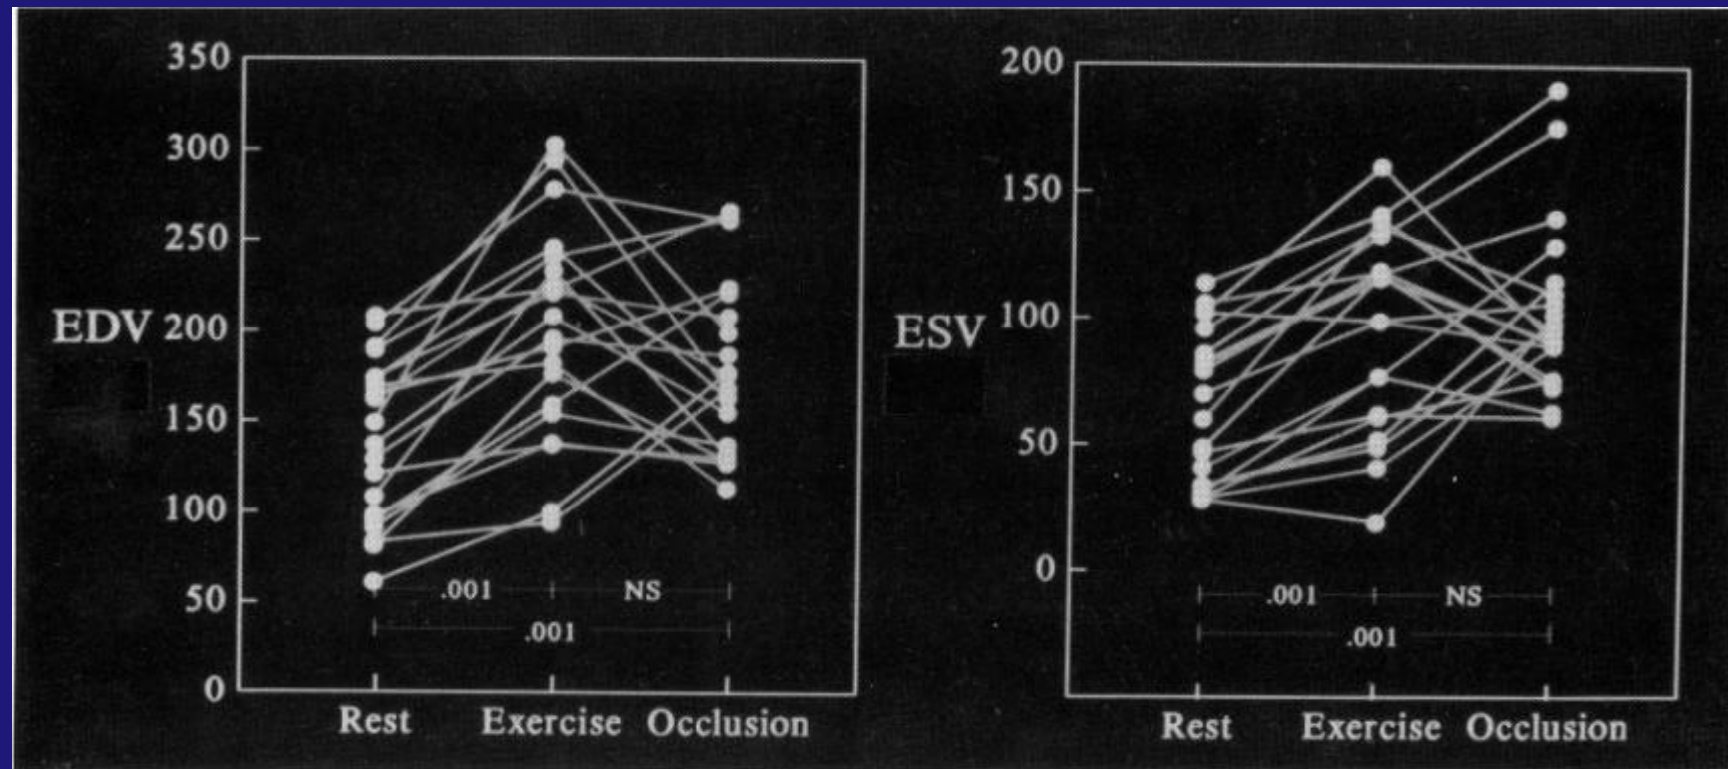 350
300
250
EDV 200
150
100
50
0
.001 NS
.001
Rest Exercise Occlusion
200
150
ESV 100
50
0
.001 NS
.001
Rest Exercise Occlusion